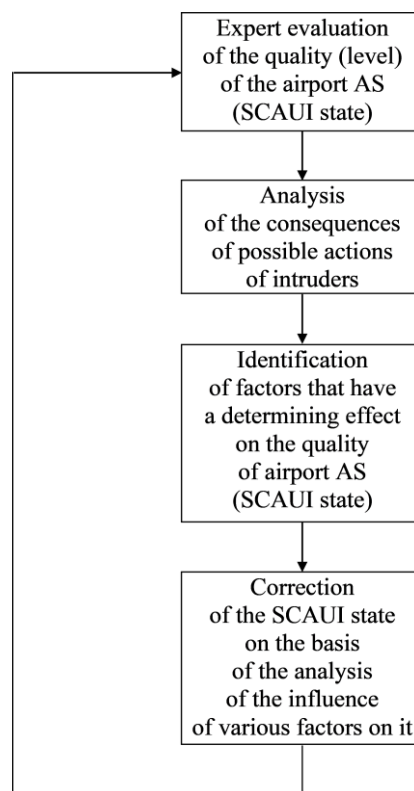 Expert evaluation
of the quality (level)
of the airport AS
(SCAUI state)
Analysis
of the consequences
of possible actions
of intruders
Identification
of factors that have
a determining effect
on the quality
of airport AS
(SCAUI state)
Correction
of the SCAUI state
on the basis
of the analysis
of the influence
of various factors on it